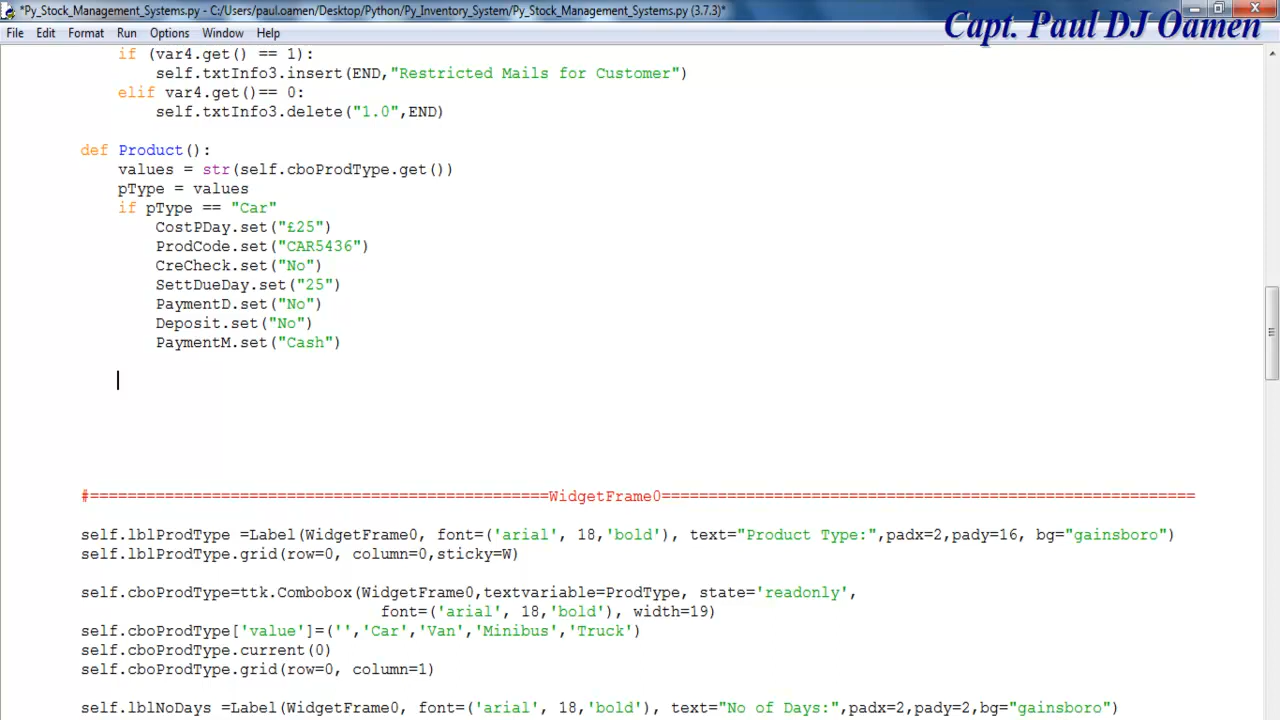 *Py_Stock_Management_Systems.py - C:/Users/paul.oamen/Desktop/Python/Py_Inventory_System/Py_Stock_Management_Systems.py (3.7.3)*
Capt. Paul DJ Oamen
File Edit Format Run Options Window Help
if (var4.get() == 1):
self.txtInfo3.insert(END,"Restricted Mails for Customer")
elif var4.get()== 0:
self.txtInfo3.delete("1.0",END)
def Product():
values = str(self.cboProdType.get())
pType = values
if pType == "Car"
CostPDay.set("£25")
ProdCode.set("CAR5436")
CreCheck.set("No")
SettDueDay.set("25")
PaymentD.set("No")
Deposit.set("No")
PaymentM.set("Cash")
#=================================================WidgetFrame0=========================================================
self.lblProdType =Label(WidgetFrame0, font=('arial', 18,'bold'), text="Product Type:",padx=2,pady=16, bg="gainsboro")
self.lblProdType.grid(row=0, column=0,sticky=W)
self.cboProdType=ttk.Combobox(WidgetFrame0,textvariable=ProdType, state='readonly',
font=('arial', 18,'bold'), width=19)
self.cboProdType['value']=('','Car','Van','Minibus','Truck')
self.cboProdType.current(0)
self.cboProdType.grid(row=0, column=1)
self.lblNoDays =Label(WidgetFrame0, font=('arial', 18,'bold'), text="No of Days:",padx=2,pady=2,bg="gainsboro")